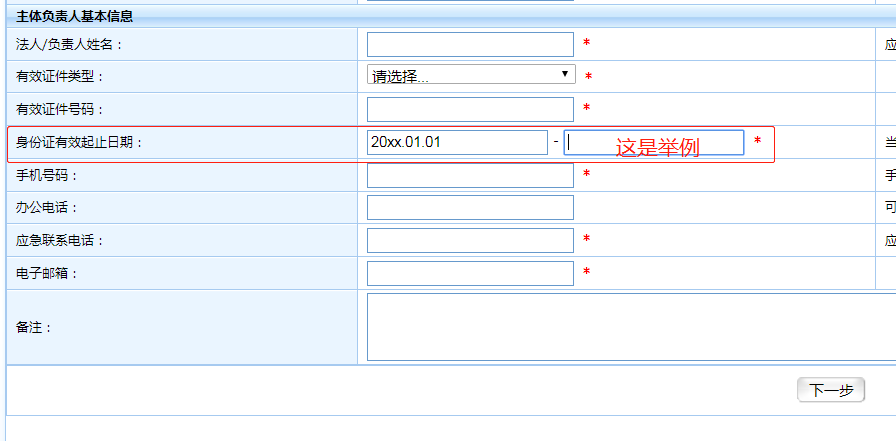 主体负责人基本信息
法人/负责人姓名： * 应
有效证件类型： 请选择... *
有效证件号码： *
身份证有效起止日期： 20xx.01.01 - 这是举例 * 当
手机号码： * 手
办公电话： 可
应急联系电话： * 应
电子邮箱： *
备注：
下一步